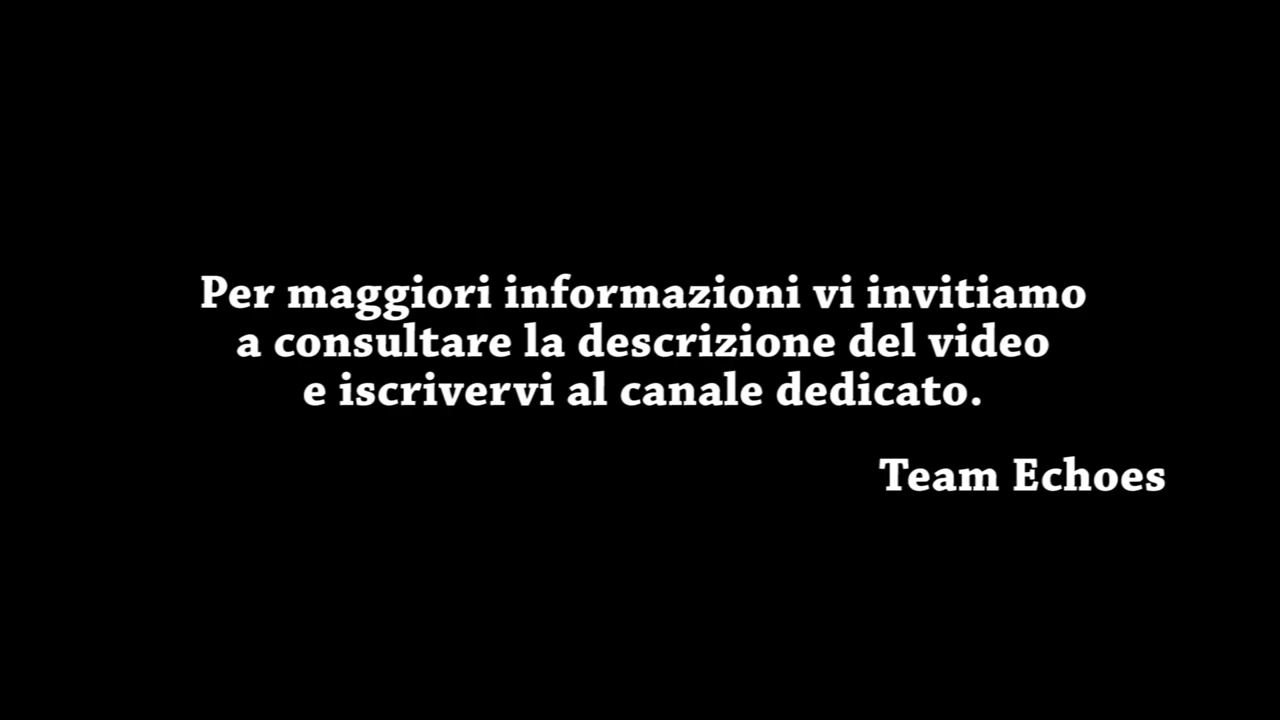 Per maggiori informazioni vi invitiamo
a consultare la descrizione del video
e iscrivervi al canale dedicato.
Team Echoes